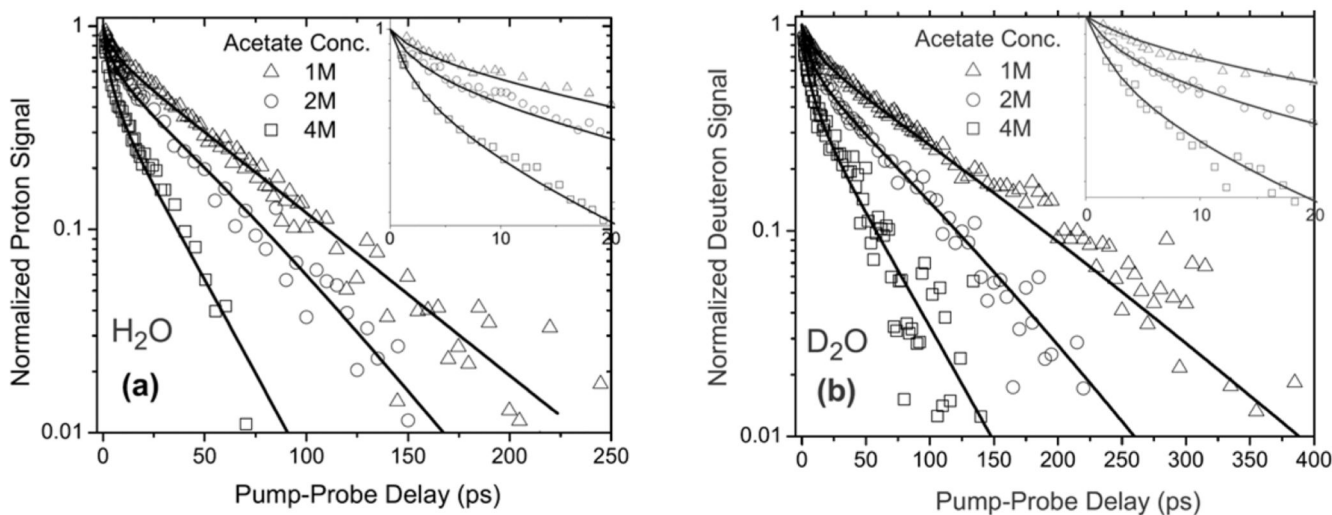 Normalized Proton Signal
1
0.1
0.01
Acetate Conc.
△ 1M
○ 2M
□ 4M
0 10 20
H₂O
(a)
0 50 100 150 200 250
Pump-Probe Delay (ps)
Normalized Deuteron Signal
1
0.1
0.01
Acetate Conc.
△ 1M
○ 2M
□ 4M
0 10 20
D₂O
(b)
0 50 100 150 200 250 300 350 400
Pump-Probe Delay (ps)